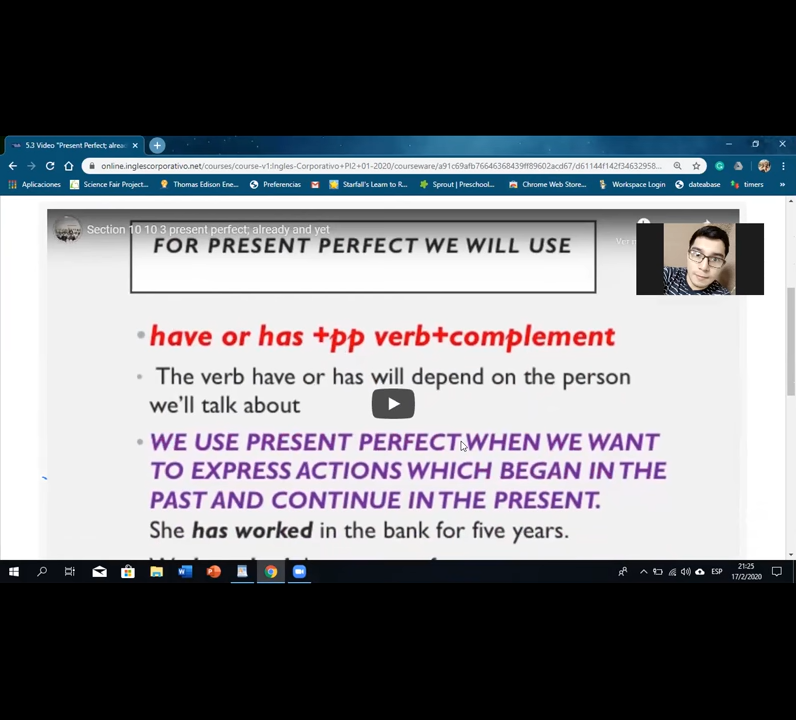 5.3 Video "Present Perfect; alread
online.inglescorporativo.net/courses/course-v1:Ingles-Corporativo+PI2+01-2020/courseware/a91c69afb76646368439ff89602acd67/d61144f142f34632958...
Aplicaciones
Science Fair Project...
Thomas Edison Ene...
Preferencias
Starfall's Learn to R...
Sprout | Preschool...
Chrome Web Store...
Workspace Login
dateabase
timers
»
Section 10 10 3 present perfect; already and yet
Ver
FOR PRESENT PERFECT WE WILL USE
• have or has +pp verb+complement
• The verb have or has will depend on the person
we'll talk about
• WE USE PRESENT PERFECT WHEN WE WANT
TO EXPRESS ACTIONS WHICH BEGAN IN THE
PAST AND CONTINUE IN THE PRESENT.
She has worked in the bank for five years.
ESP
21:25
17/2/2020